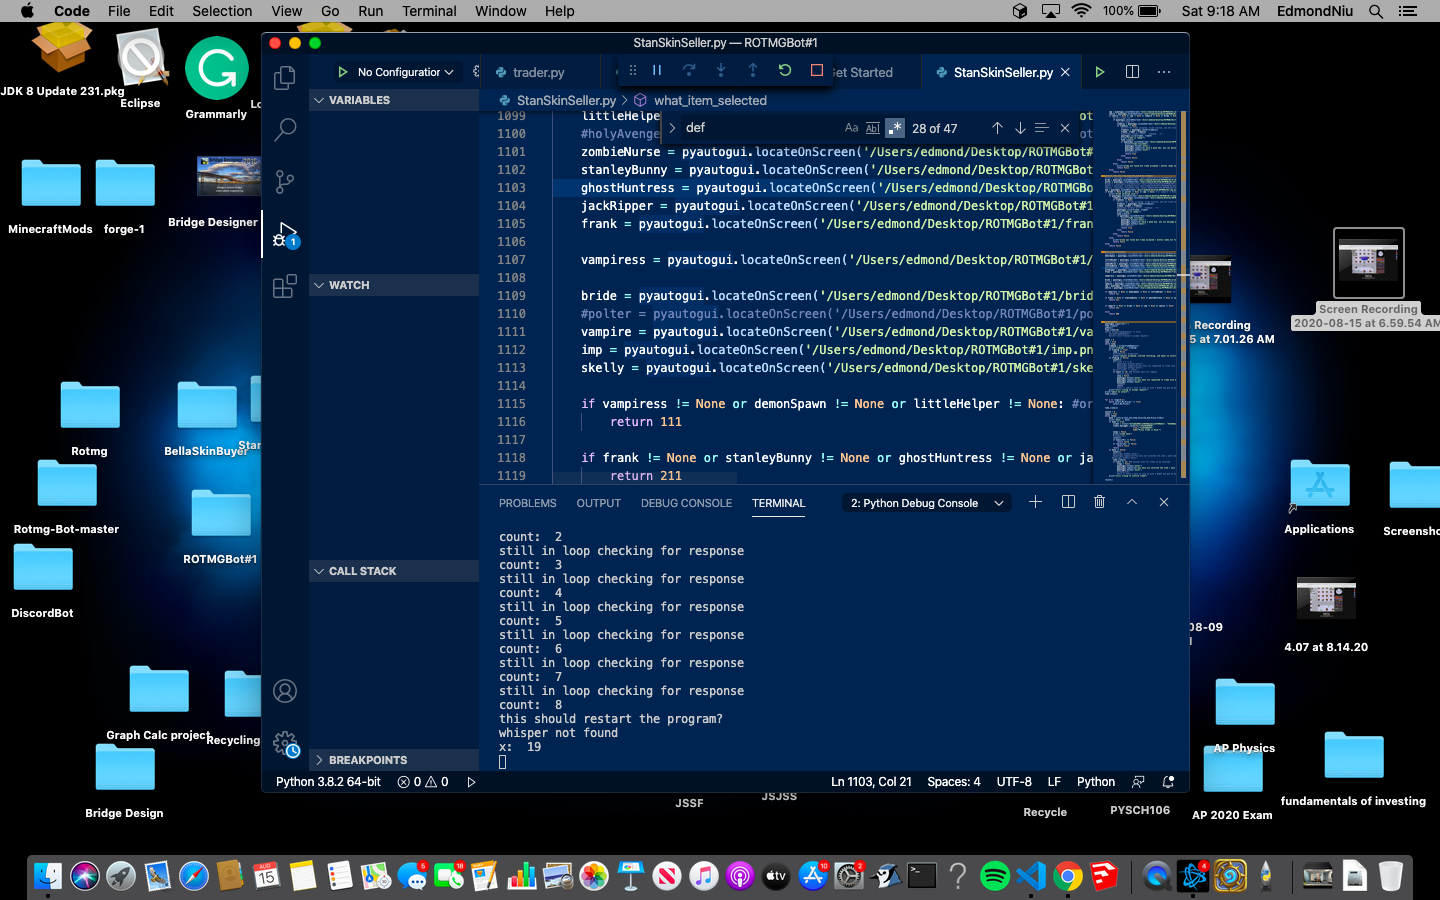 Code File Edit Selection View Go Run Terminal Window Help
100% Sat 9:18 AM EdmondNiu
StanSkinSeller.py — ROTMGBot#1
No Configuration
trader.py
Get Started
StanSkinSeller.py
StanSkinSeller.py > what_item_selected
def
Aa Abl .*
28 of 47
VARIABLES
WATCH
CALL STACK
BREAKPOINTS
1
1099 littleHelpe
1100 #holyAvenge
1101 zombieNurse = pyautogui.locateOnScreen('/Users/edmond/Desktop/ROTMGBot#
1102 stanleyBunny = pyautogui.locateOnScreen('/Users/edmond/Desktop/ROTMGBot
1103 ghostHuntress = pyautogui.locateOnScreen('/Users/edmond/Desktop/ROTMGBot
1104 jackRipper = pyautogui.locateOnScreen('/Users/edmond/Desktop/ROTMGBot#1
1105 frank = pyautogui.locateOnScreen('/Users/edmond/Desktop/ROTMGBot#1/fran
1106
1107 vampiress = pyautogui.locateOnScreen('/Users/edmond/Desktop/ROTMGBot#1/
1108
1109 bride = pyautogui.locateOnScreen('/Users/edmond/Desktop/ROTMGBot#1/brid
1110 #polter = pyautogui.locateOnScreen('/Users/edmond/Desktop/ROTMGBot#1/po
1111 vampire = pyautogui.locateOnScreen('/Users/edmond/Desktop/ROTMGBot#1/va
1112 imp = pyautogui.locateOnScreen('/Users/edmond/Desktop/ROTMGBot#1/imp.pn
1113 skelly = pyautogui.locateOnScreen('/Users/edmond/Desktop/ROTMGBot#1/ske
1114
1115 if vampiress != None or demonSpawn != None or littleHelper != None: #or
1116 return 111
1117
1118 if frank != None or stanleyBunny != None or ghostHuntress != None or ja
1119 return 211
PROBLEMS OUTPUT DEBUG CONSOLE TERMINAL
2: Python Debug Console
count: 2
still in loop checking for response
count: 3
still in loop checking for response
count: 4
still in loop checking for response
count: 5
still in loop checking for response
count: 6
still in loop checking for response
count: 7
still in loop checking for response
count: 8
this should restart the program?
whisper not found
x: 19
Python 3.8.2 64-bit
0 0
Ln 1103, Col 21 Spaces: 4 UTF-8 LF Python
JDK 8 Update 231.pkg
Eclipse
Grammarly
MinecraftMods
forge-1
Bridge Designer
Rotmg
BellaSkinBuyer
Star
Rotmg-Bot-master
ROTMGBot#1
DiscordBot
Graph Calc project
Recycling
Bridge Design
Screen Recording
2020-08-15 at 6.59.54 AM
Recording
5 at 7.01.26 AM
Applications
Screensho
08-09
4.07 at 8.14.20
AP Physics
AP 2020 Exam
fundamentals of investing
JSSF
JSJSS
Recycle
PYSCH106
AUG
15
5
18
10
2
4
tv